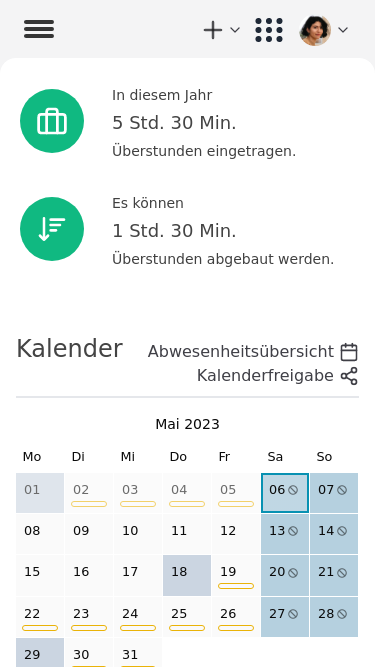 In diesem Jahr
5 Std. 30 Min.
Überstunden eingetragen.
Es können
1 Std. 30 Min.
Überstunden abgebaut werden.
Kalender
Abwesenheitsübersicht
Kalenderfreigabe
Mai 2023
Mo Di Mi Do Fr Sa So
01 02 03 04 05 06 07
08 09 10 11 12 13 14
15 16 17 18 19 20 21
22 23 24 25 26 27 28
29 30 31